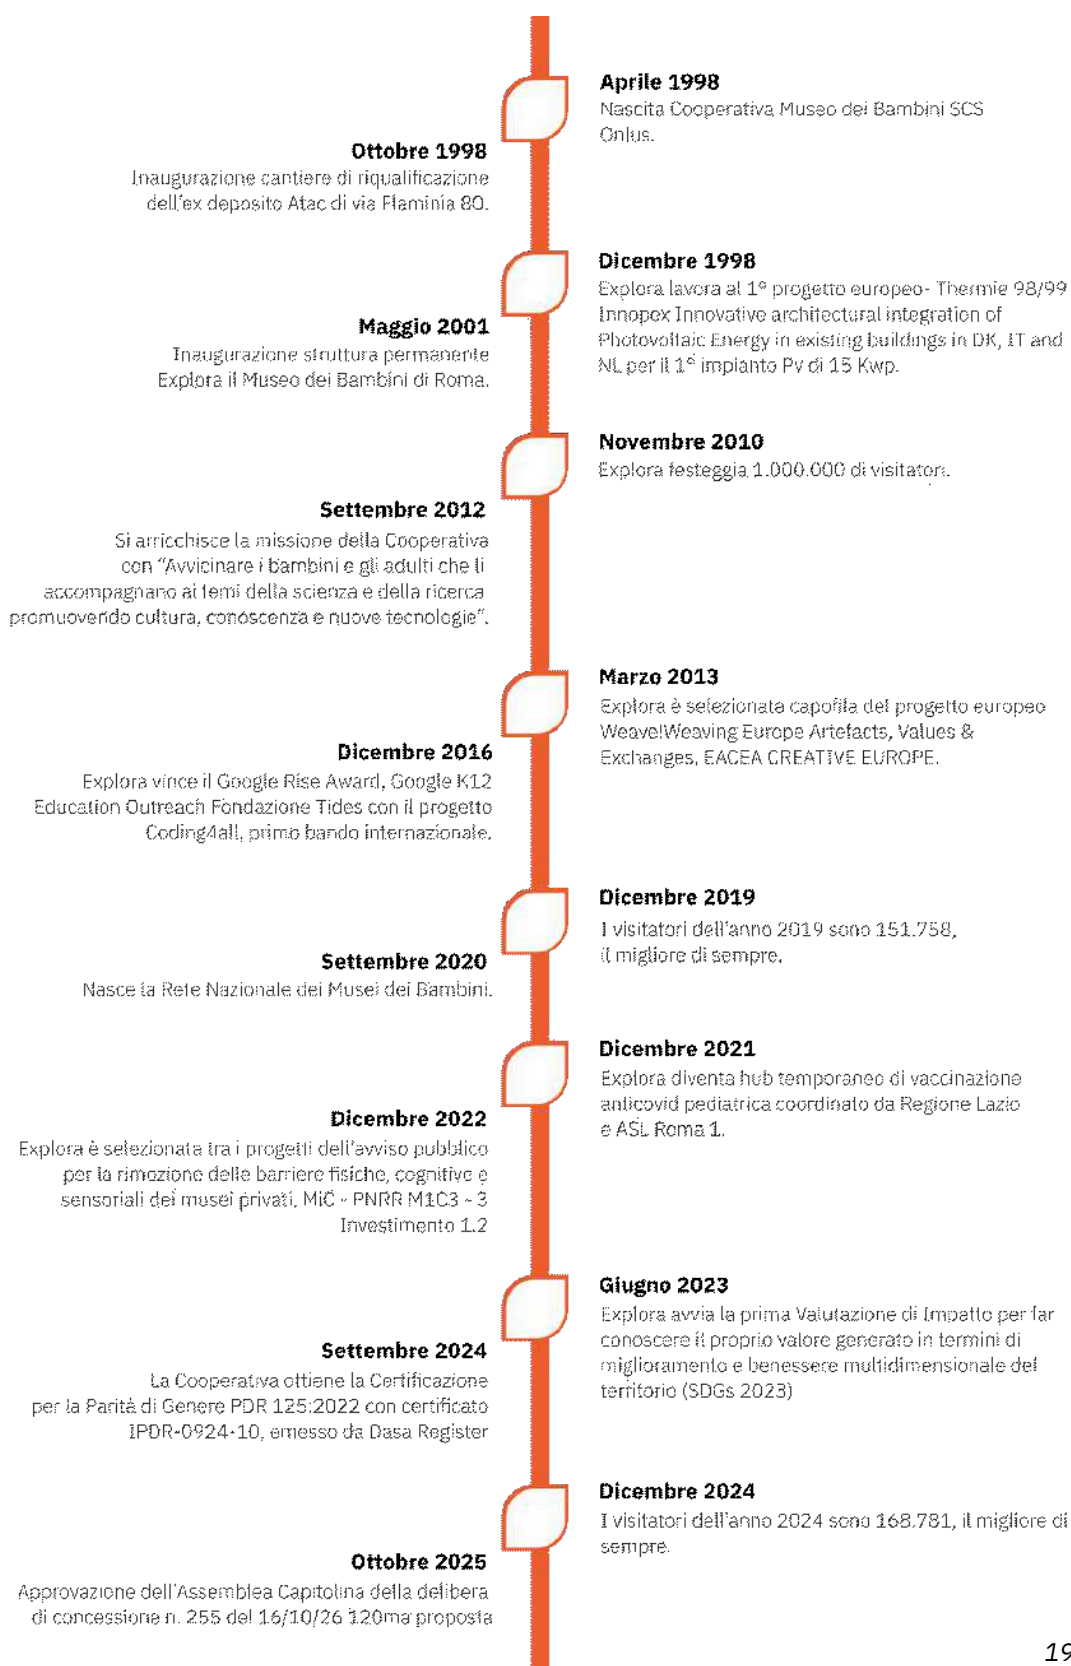 Aprile 1998
Nascita Cooperativa Museo dei Bambini SCS
Onlus.
Ottobre 1998
Inaugurazione cantiere di riqualificazione
dell'ex deposito Atac di via Flaminia 80.
Dicembre 1998
Explora lavora al 1° progetto europeo- Thermie 98/99
Innopex Innovative architectural integration of
Photovoltaic Energy in existing buildings in DK, IT and
NL per il 1° impianto Pv di 15 Kwp.
Maggio 2001
Inaugurazione struttura permanente
Explora il Museo dei Bambini di Roma.
Novembre 2010
Explora festeggia 1.000.000 di visitatori.
Settembre 2012
Si arricchisce la missione della Cooperativa
con “Avvicinare i bambini e gli adulti che li
accompagnano ai temi della scienza e della ricerca
promuovendo cultura, conoscenza e nuove tecnologie”.
Marzo 2013
Explora è selezionata capofila del progetto europeo
Weave!Weaving Europe Artefacts, Values &
Exchanges, EACEA CREATIVE EUROPE.
Dicembre 2016
Explora vince il Google Rise Award, Google K12
Education Outreach Fondazione Tides con il progetto
Coding4all, primo bando internazionale.
Dicembre 2019
I visitatori dell'anno 2019 sono 151.758,
il migliore di sempre.
Settembre 2020
Nasce la Rete Nazionale dei Musei dei Bambini.
Dicembre 2021
Explora diventa hub temporaneo di vaccinazione
anticovid pediatrica coordinato da Regione Lazio
e ASL Roma 1.
Dicembre 2022
Explora è selezionata tra i progetti dell'avviso pubblico
per la rimozione delle barriere fisiche, cognitive e
sensoriali dei musei privati, MiC - PNRR M1C3 - 3
Investimento 1.2
Giugno 2023
Explora avvia la prima Valutazione di Impatto per far
conoscere il proprio valore generato in termini di
miglioramento e benessere multidimensionale del
territorio (SDGs 2023)
Settembre 2024
La Cooperativa ottiene la Certificazione
per la Parità di Genere PDR 125:2022 con certificato
IPDR-0924-10, emesso da Dasa Register
Dicembre 2024
I visitatori dell'anno 2024 sono 168.781, il migliore di
sempre.
Ottobre 2025
Approvazione dell'Assemblea Capitolina della delibera
di concessione n. 255 del 16/10/26 120ma proposta
19